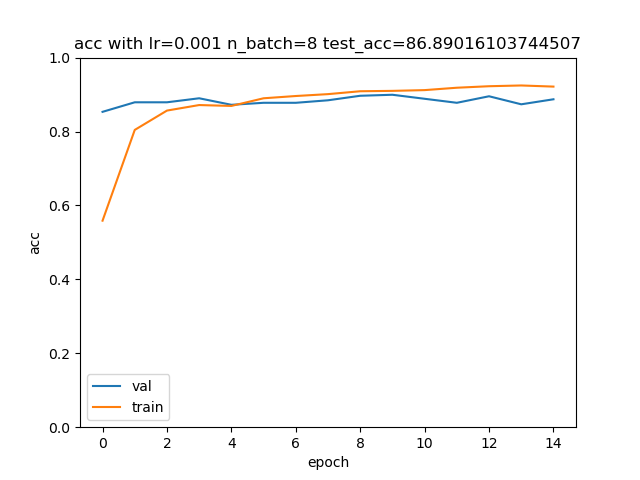 acc with lr=0.001 n_batch=8 test_acc=86.89016103744507
1.0
0.8
0.6
0.4
0.2
0.0
acc
val
train
0 2 4 6 8 10 12 14
epoch